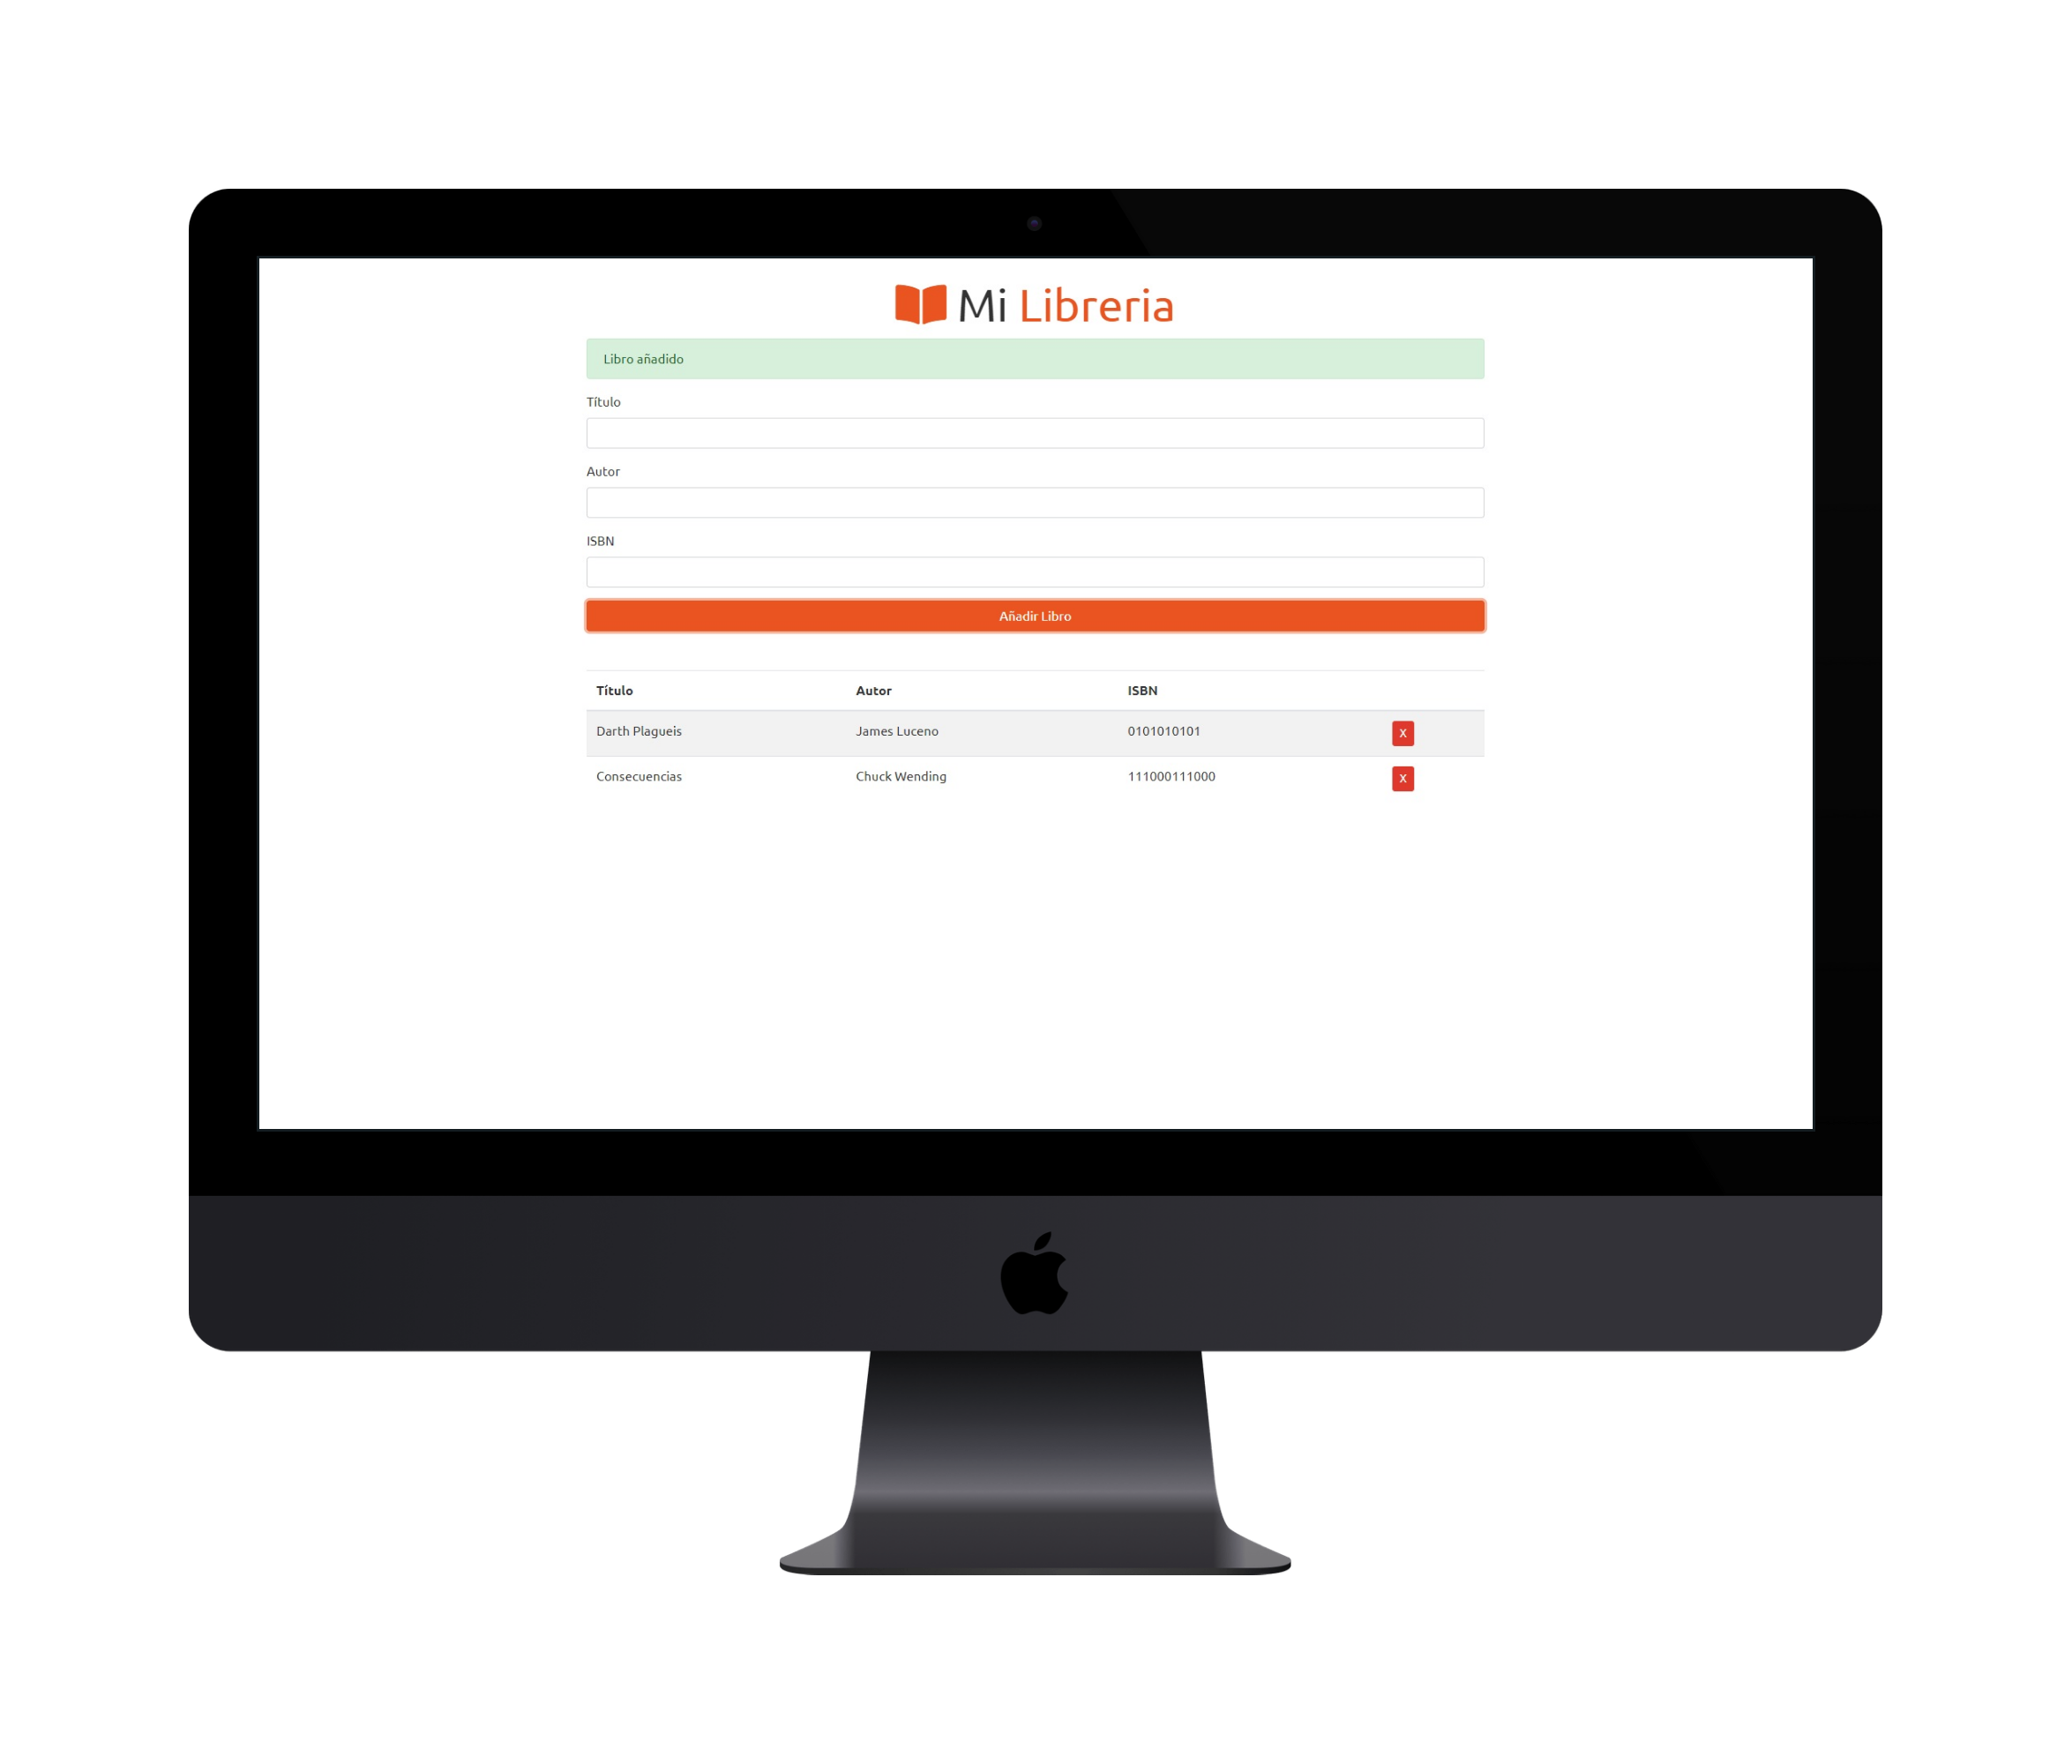 Mi Libreria
Libro añadido
Título
Autor
ISBN
Añadir Libro
Título Autor ISBN
Darth Plagueis James Luceno 0101010101 X
Consecuencias Chuck Wending 111000111000 X